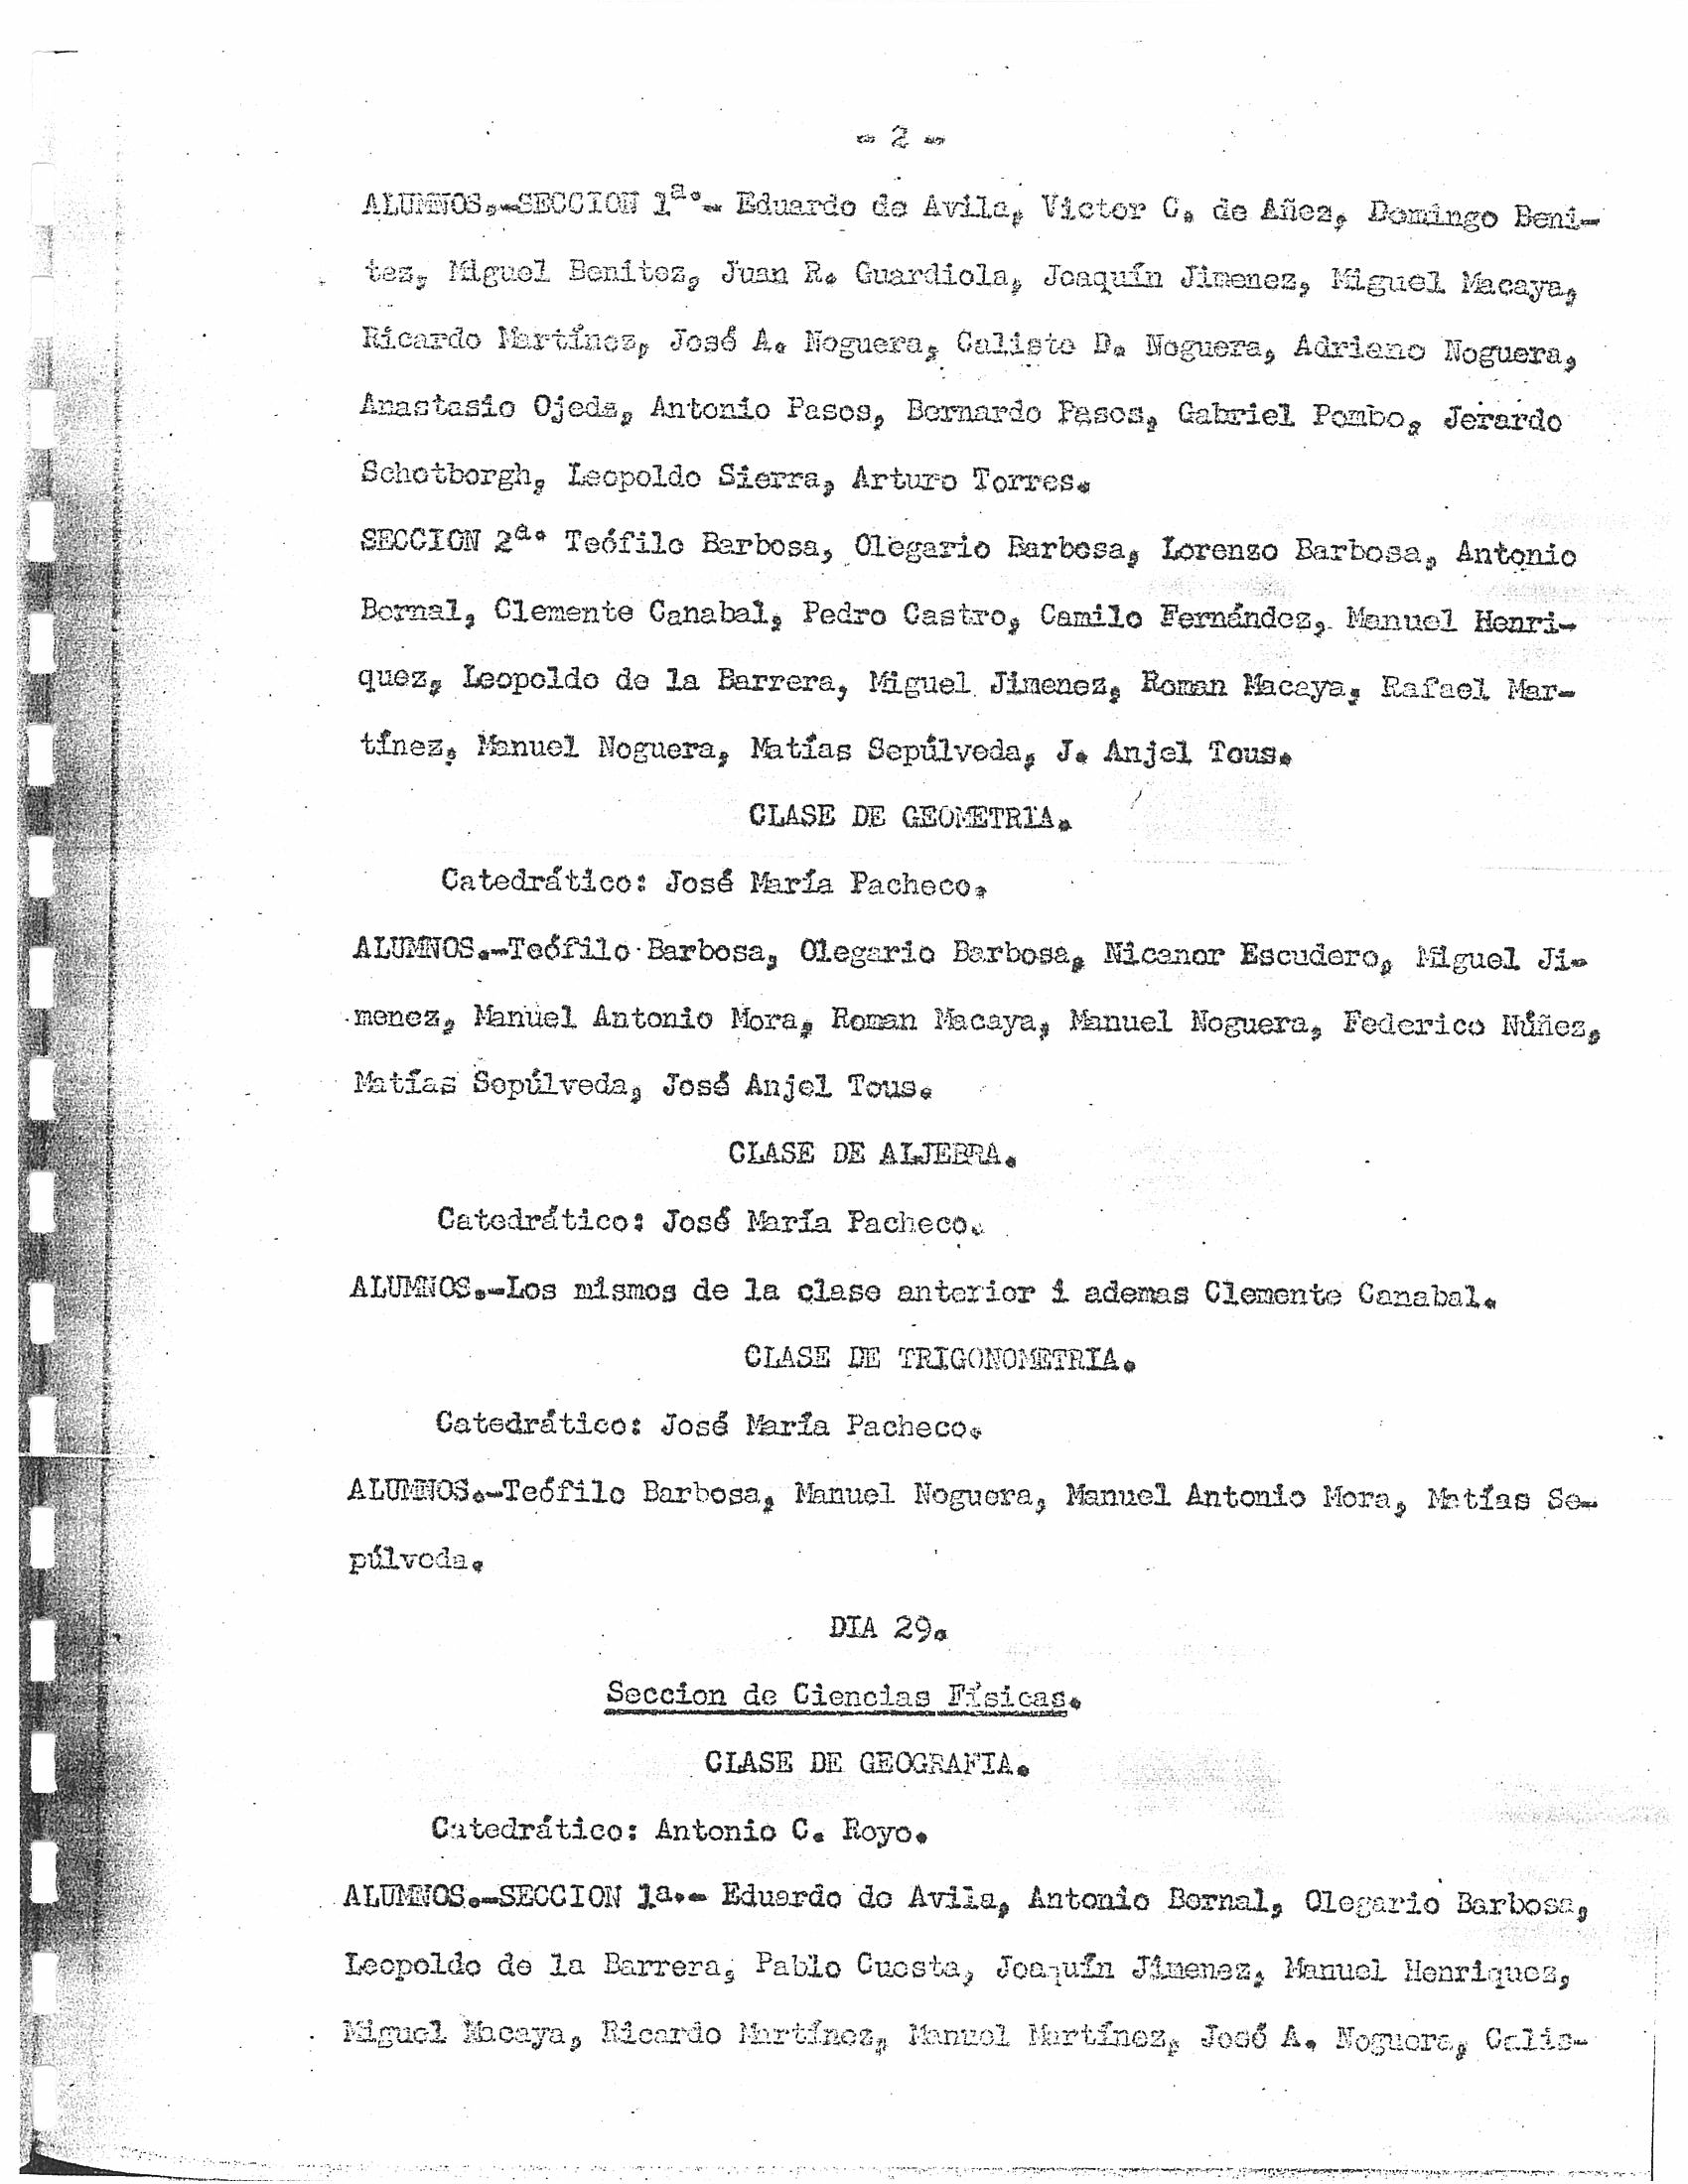 - 2 -
ALUMNOS.-SECCION 1ª.- Eduardo de Avila, Victor C. de Añez, Domingo Beni-
tez, Miguel Benitez, Juan R. Guardiola, Joaquín Jimenez, Miguel Macaya,
Ricardo Martínez, José A. Noguera, Calisto D. Noguera, Adriano Noguera,
Anastasio Ojeda, Antonio Pasos, Bernardo Pasos, Gabriel Pombo, Jerardo
Schotborgh, Leopoldo Sierra, Arturo Torres.
SECCION 2ª. Teófilo Barbosa, Olegario Barbosa, Lorenzo Barbosa, Antonio
Bernal, Clemente Canabal, Pedro Castro, Camilo Fernández, Manuel Henri-
quez, Leopoldo de la Barrera, Miguel Jimenez, Roman Macaya, Rafael Mar-
tínez, Manuel Noguera, Matías Sepúlveda, J. Anjel Tous.
CLASE DE GEOMETRIA.
Catedrático: José María Pacheco.
ALUMNOS.-Teófilo Barbosa, Olegario Barbosa, Nicanor Escudero, Miguel Ji-
menez, Manuel Antonio Mora, Roman Macaya, Manuel Noguera, Federico Núñez,
Matías Sepúlveda, José Anjel Tous.
CLASE DE ALJEBRA.
Catedrático: José María Pacheco.
ALUMNOS.-Los mismos de la clase anterior i ademas Clemente Canabal.
CLASE DE TRIGONOMETRIA.
Catedrático: José María Pacheco.
ALUMNOS.-Teófilo Barbosa, Manuel Noguera, Manuel Antonio Mora, Matías Se-
púlveda.
DIA 29.
Seccion de Ciencias Físicas.
CLASE DE GEOGRAFIA.
Catedrático: Antonio C. Royo.
ALUMNOS.-SECCION 1a.- Eduardo de Avila, Antonio Bernal, Olegario Barbosa,
Leopoldo de la Barrera, Pablo Cuesta, Joaquín Jimenez, Manuel Henriquez,
Miguel Macaya, Ricardo Martínez, Manuel Martínez, José A. Noguera, Calis-